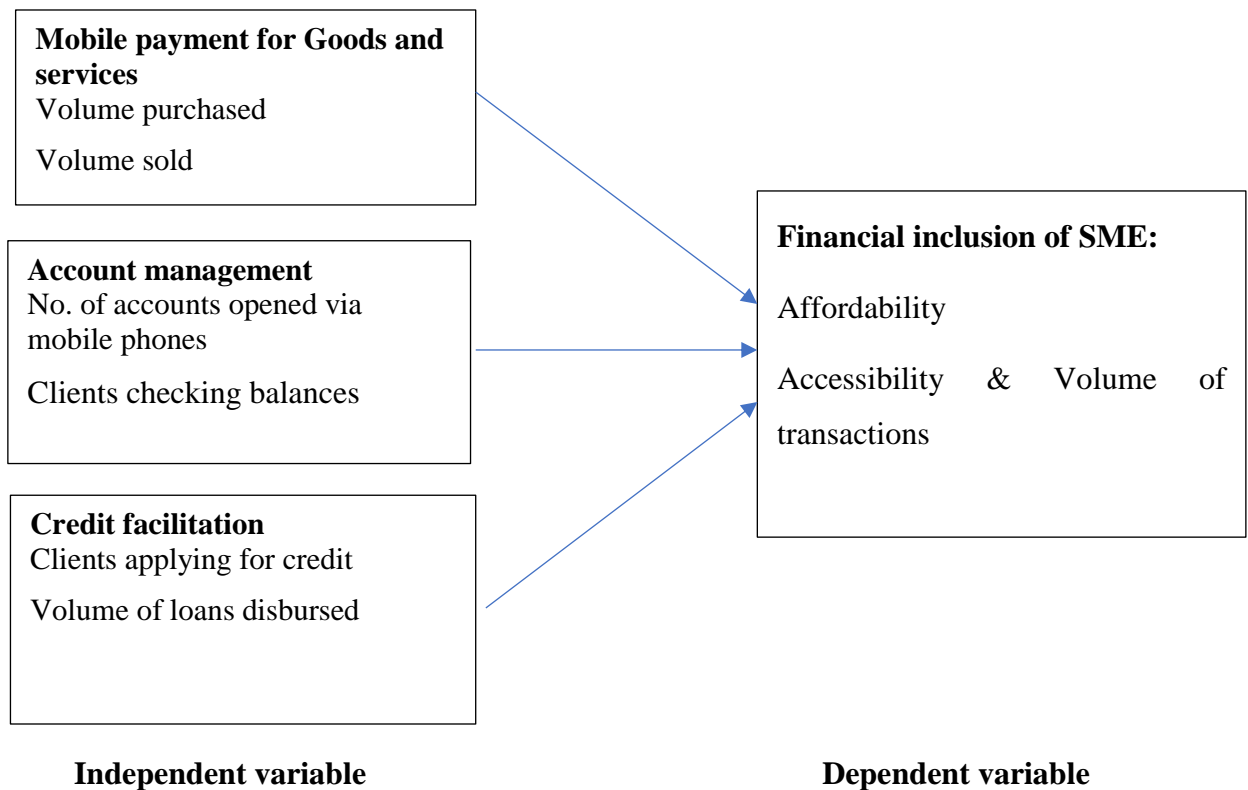 Mobile payment for Goods and
services
Volume purchased
Volume sold
Account management
No. of accounts opened via
mobile phones
Clients checking balances
Credit facilitation
Clients applying for credit
Volume of loans disbursed
Financial inclusion of SME:
Affordability
Accessibility & Volume of
transactions
Independent variable
Dependent variable